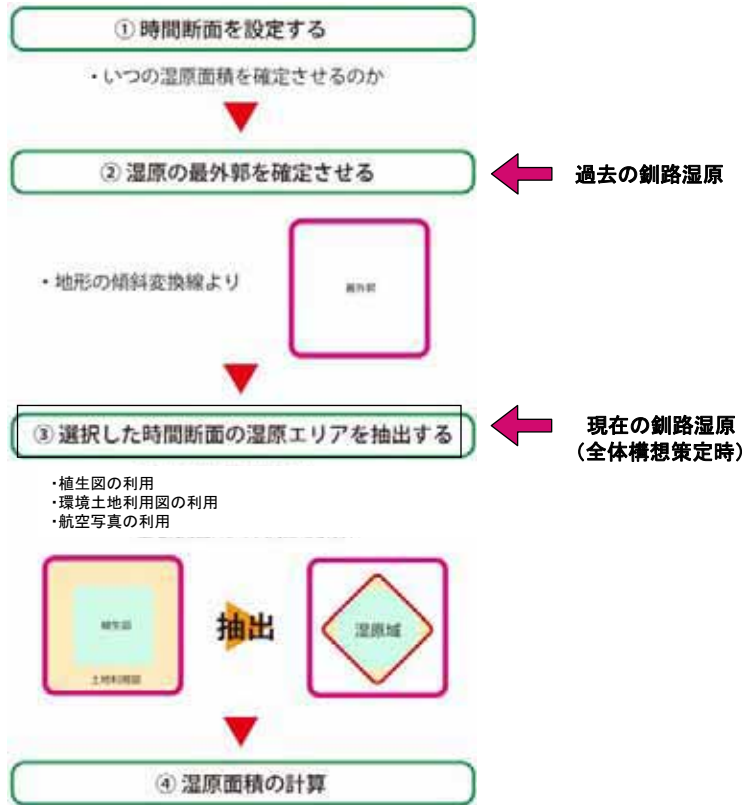 ① 時間断面を設定する
・いつの湿原面積を確定させるのか
② 湿原の最外郭を確定させる
過去の釧路湿原
・地形の傾斜変換線より
最外郭
③ 選択した時間断面の湿原エリアを抽出する
現在の釧路湿原
（全体構想策定時）
・植生図の利用
・環境土地利用図の利用
・航空写真の利用
植生図
土地利用図
抽出
湿原域
④ 湿原面積の計算